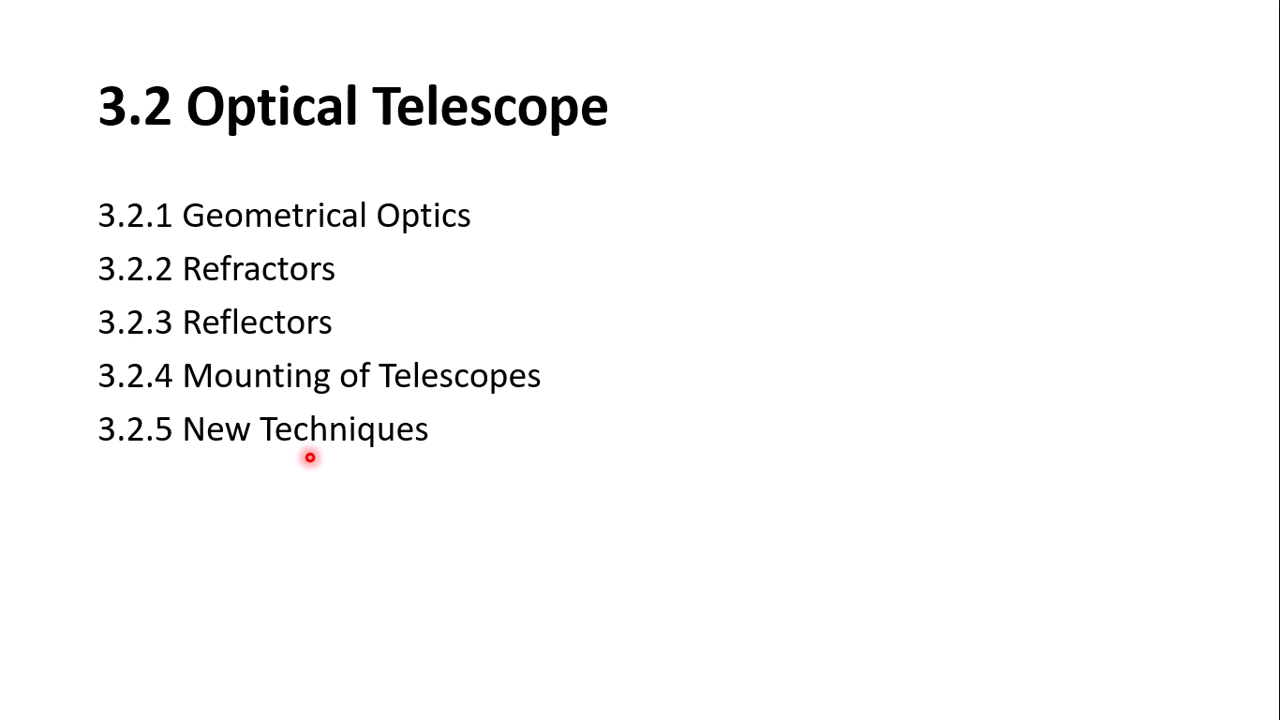 3.2 Optical Telescope
3.2.1 Geometrical Optics
3.2.2 Refractors
3.2.3 Reflectors
3.2.4 Mounting of Telescopes
3.2.5 New Techniques